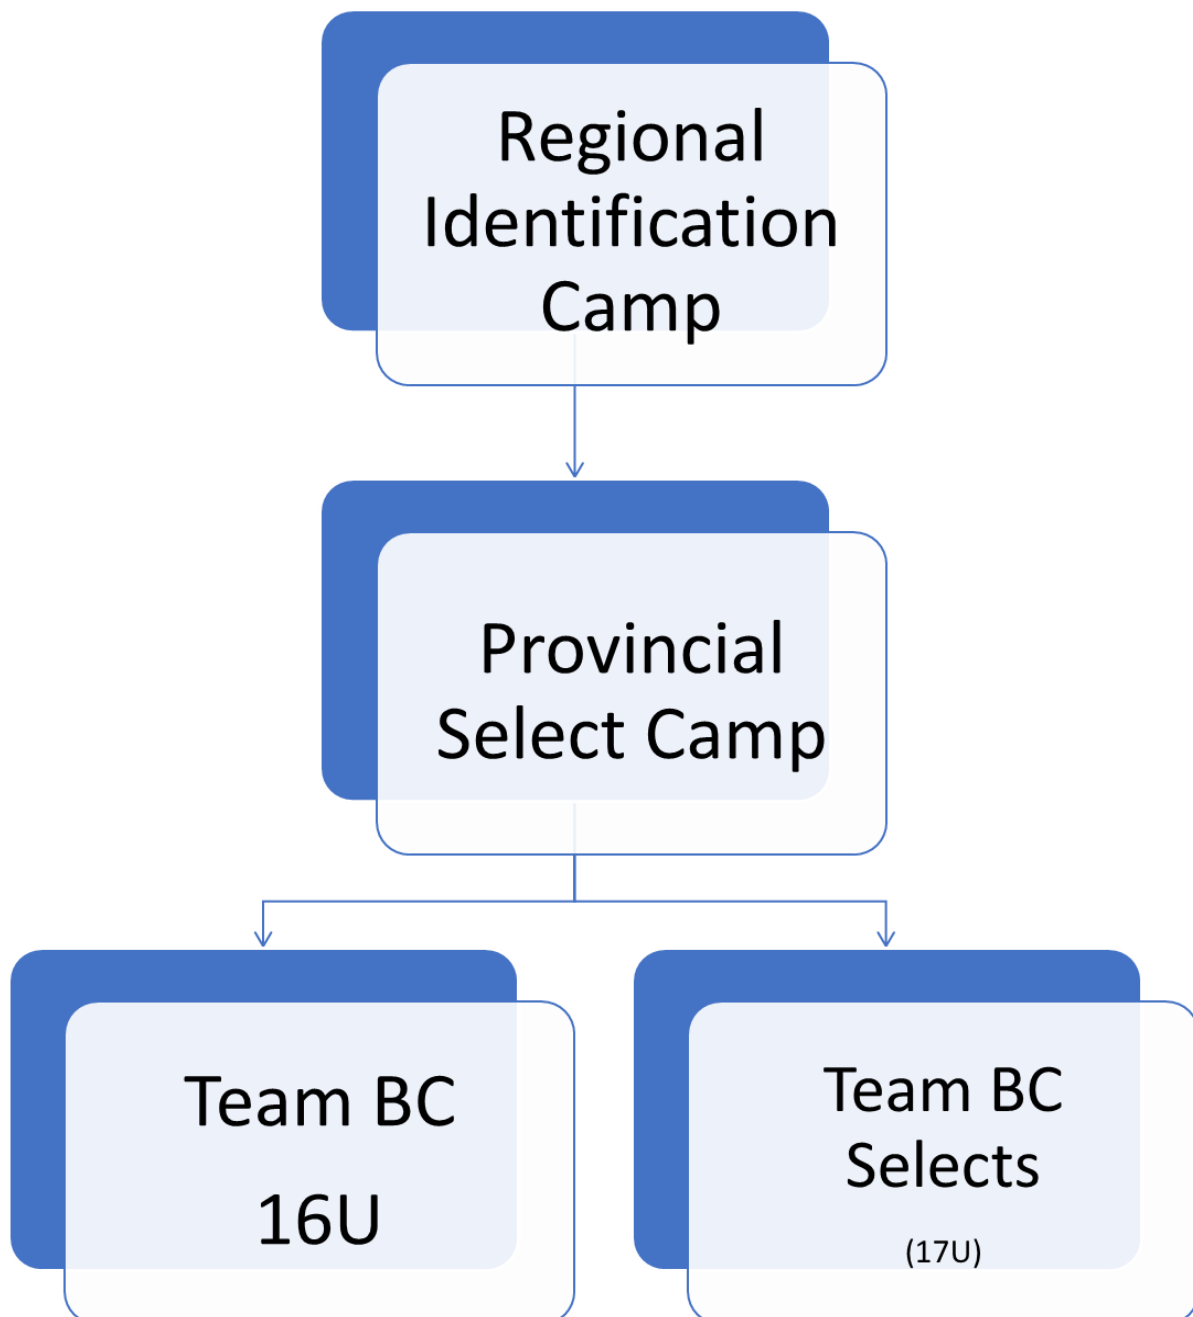 Regional
Identification
Camp
Provincial
Select Camp
Team BC
16U
Team BC
Selects
(17U)